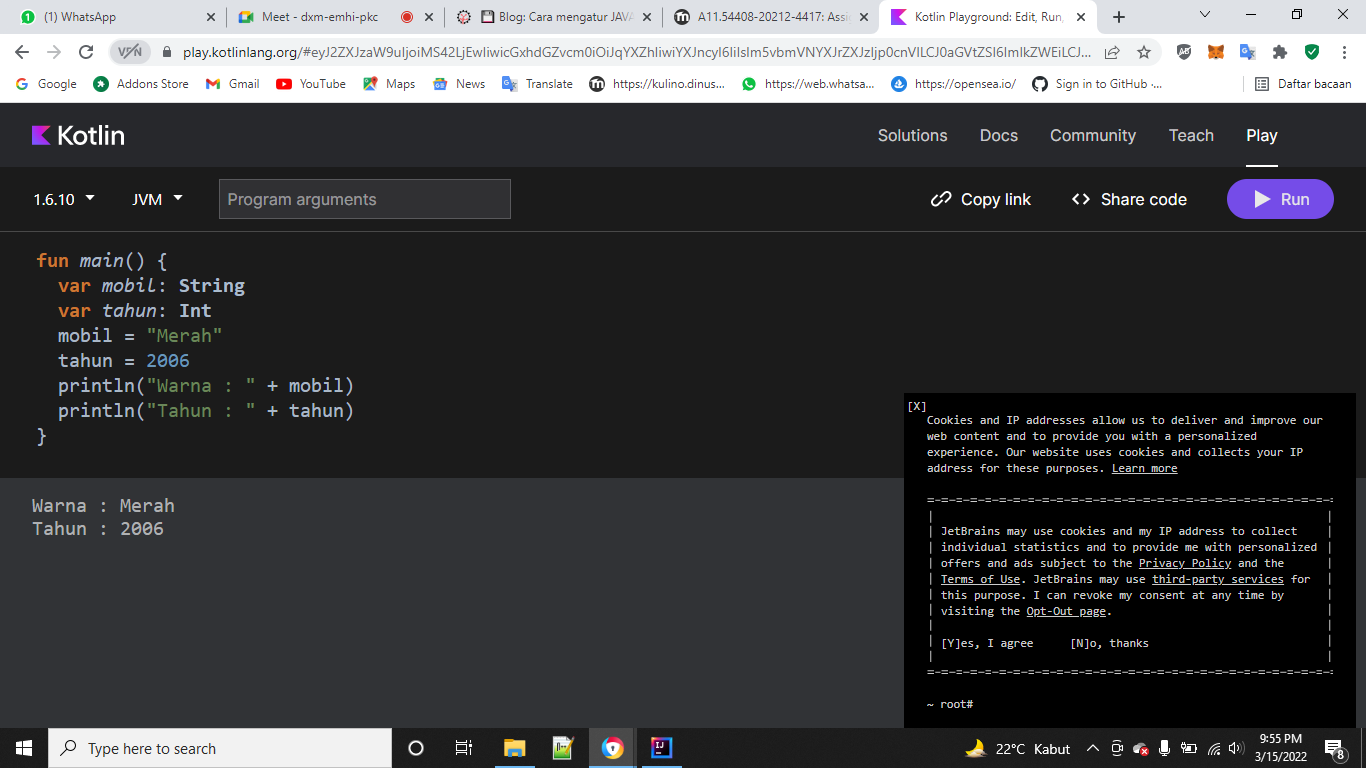 (1) WhatsApp
Meet - dxm-emhi-pkc
Blog: Cara mengatur JAVA
A11.54408-20212-4417: Assi
Kotlin Playground: Edit, Run,
VPN
play.kotlinlang.org/#
Google
Addons Store
Gmail
YouTube
Maps
News
Translate
https://kulino.dinus...
https://web.whatsa...
https://opensea.io/
Sign in to GitHub ·...
Daftar bacaan
Kotlin
Solutions
Docs
Community
Teach
Play
1.6.10
JVM
Program arguments
Copy link
Share code
Run
fun main() {
var mobil: String
var tahun: Int
mobil = "Merah"
tahun = 2006
println("Warna : " + mobil)
println("Tahun : " + tahun)
}
Warna : Merah
Tahun : 2006
[X]
Cookies and IP addresses allow us to deliver and improve our
web content and to provide you with a personalized
experience. Our website uses cookies and collects your IP
address for these purposes. Learn more
JetBrains may use cookies and my IP address to collect
individual statistics and to provide me with personalized
offers and ads subject to the Privacy Policy and the
Terms of Use. JetBrains may use third-party services for
this purpose. I can revoke my consent at any time by
visiting the Opt-Out page.
[Y]es, I agree [N]o, thanks
~ root#
Type here to search
22°C Kabut
9:55 PM
3/15/2022
8